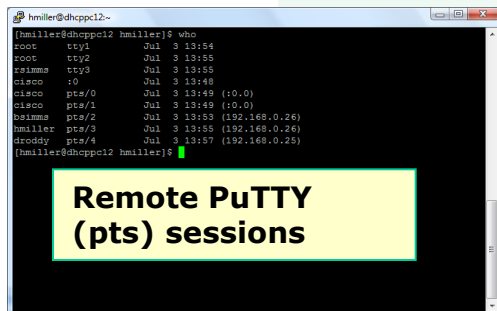 hmiller@dhcppc12:~
[hmiller@dhcppc12 hmiller]$ who
root     tty1         Jul  3 13:54
root     tty2         Jul  3 13:55
rsimms   tty3         Jul  3 13:55
cisco    :0           Jul  3 13:48
cisco    pts/0        Jul  3 13:49 (:0.0)
cisco    pts/1        Jul  3 13:49 (:0.0)
bsimms   pts/2        Jul  3 13:53 (192.168.0.26)
hmiller  pts/3        Jul  3 13:55 (192.168.0.26)
droddy   pts/4        Jul  3 13:57 (192.168.0.25)
[hmiller@dhcppc12 hmiller]$
Remote PuTTY
(pts) sessions